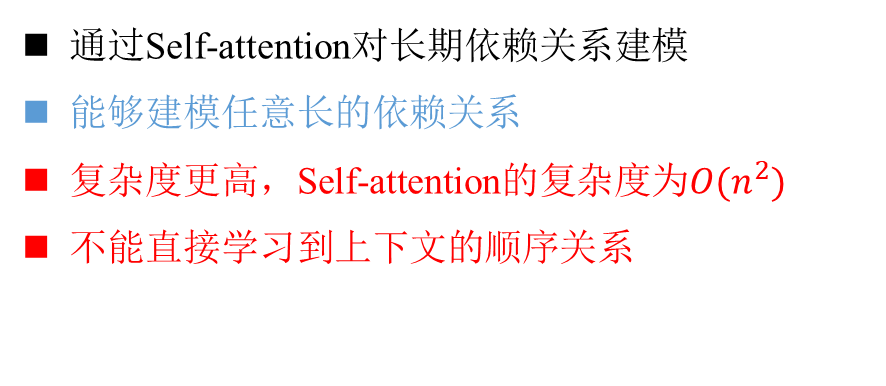 ■ 通过Self-attention对长期依赖关系建模
■ 能够建模任意长的依赖关系
■ 复杂度更高，Self-attention的复杂度为𝑂(𝑛²)
■ 不能直接学习到上下文的顺序关系